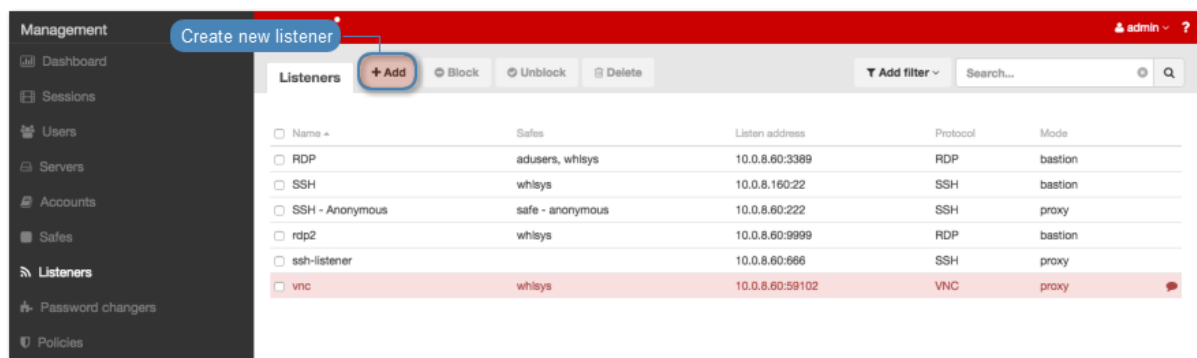 Management
Create new listener
admin
?
Dashboard
Sessions
Users
Servers
Accounts
Safes
Listeners
Password changers
Policies
Listeners
+ Add
Block
Unblock
Delete
Add filter
Search...
Name Safes Listen address Protocol Mode
RDP adusers, whlsys 10.0.8.60:3389 RDP bastion
SSH whlsys 10.0.8.160:22 SSH bastion
SSH - Anonymous safe - anonymous 10.0.8.60:222 SSH proxy
rdp2 whlsys 10.0.8.60:9999 RDP bastion
ssh-listener 10.0.8.60:666 SSH proxy
vnc whlsys 10.0.8.60:59102 VNC proxy